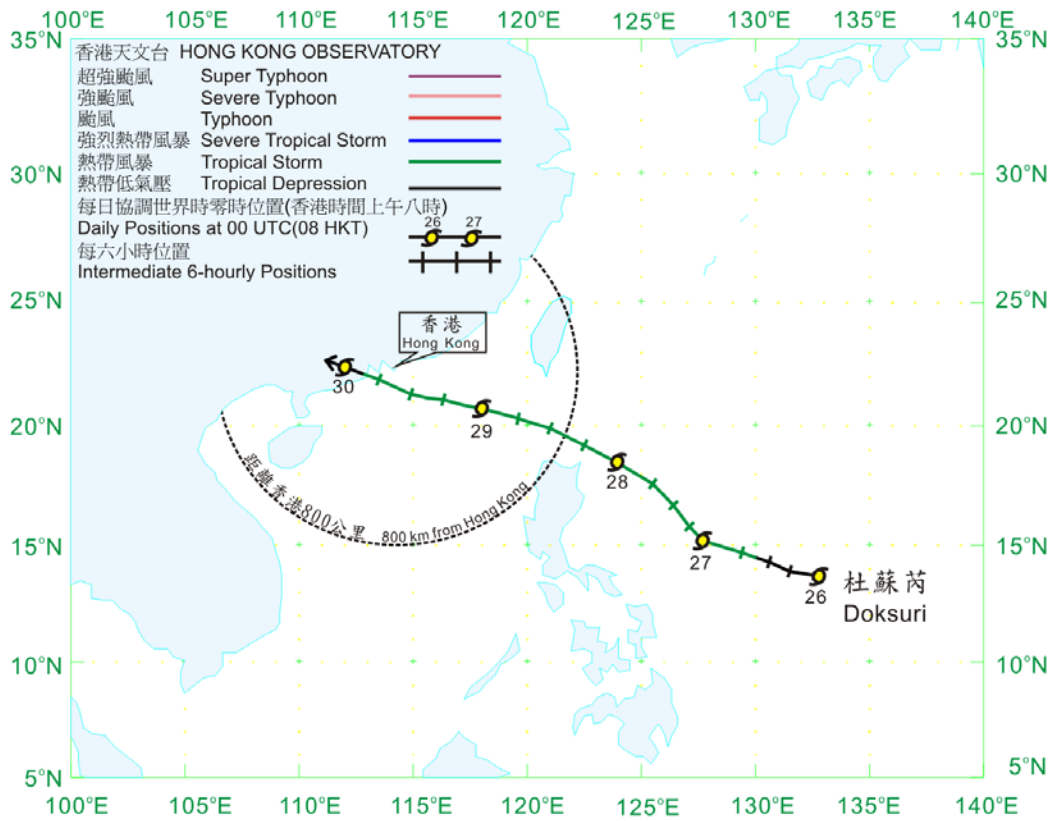 100°E 105°E 110°E 115°E 120°E 125°E 130°E 135°E 140°E
35°N 35°N
香港天文台 HONG KONG OBSERVATORY
超強颱風 Super Typhoon
強颱風 Severe Typhoon
颱風 Typhoon
強烈熱帶風暴 Severe Tropical Storm
熱帶風暴 Tropical Storm
熱帶低氣壓 Tropical Depression
每日協調世界時零時位置(香港時間上午八時)
Daily Positions at 00 UTC(08 HKT) 26 27
每六小時位置
Intermediate 6-hourly Positions
30°N 30°N
25°N 25°N
香港
Hong Kong
30
29
20°N 20°N
28
距離香港800公里 800 km from Hong Kong
15°N 15°N
27
26
杜蘇芮
Doksuri
10°N 10°N
5°N 5°N
100°E 105°E 110°E 115°E 120°E 125°E 130°E 135°E 140°E